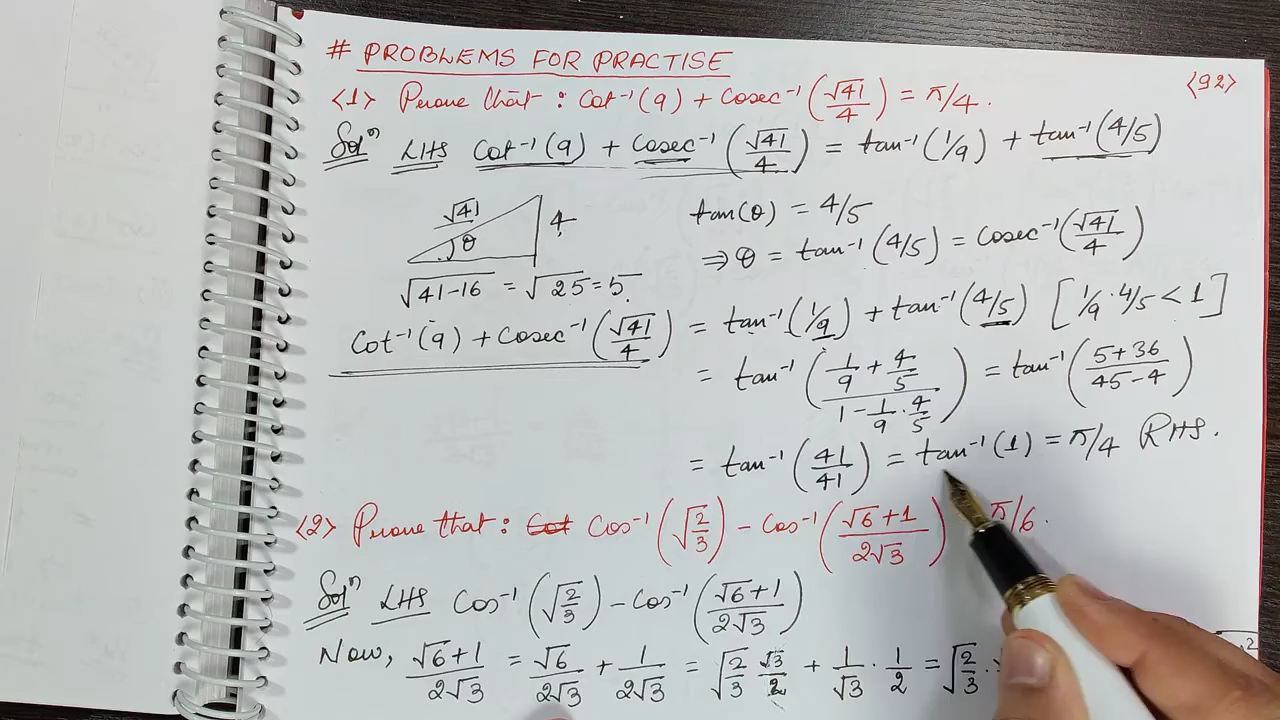 # PROBLEMS FOR PRACTISE
<92>
<1> Prove that : Cot⁻¹(9) + Cosec⁻¹(√41/4) = π/4.
Solⁿ LHS Cot⁻¹(9) + Cosec⁻¹(√41/4) = tan⁻¹(1/9) + tan⁻¹(4/5)
√41 4 θ
tan(θ) = 4/5
⇒ θ = tan⁻¹(4/5) = Cosec⁻¹(√41/4)
√41-16 = √25 = 5.
Cot⁻¹(9) + Cosec⁻¹(√41/4) = tan⁻¹(1/9) + tan⁻¹(4/5) [1/9 · 4/5 < 1]
= tan⁻¹((1/9 + 4/5)/(1 - 1/9 · 4/5)) = tan⁻¹((5+36)/(45-4))
= tan⁻¹(41/41) = tan⁻¹(1) = π/4 RHS.
<2> Prove that : Cos⁻¹(√2/3) - Cos⁻¹((√6+1)/2√3) π/6.
Solⁿ LHS Cos⁻¹(√2/3) - Cos⁻¹((√6+1)/2√3)
Now, (√6+1)/2√3 = √6/2√3 + 1/2√3 = √2/3 √3/2 + 1/√3 · 1/2 = √2/3 ·